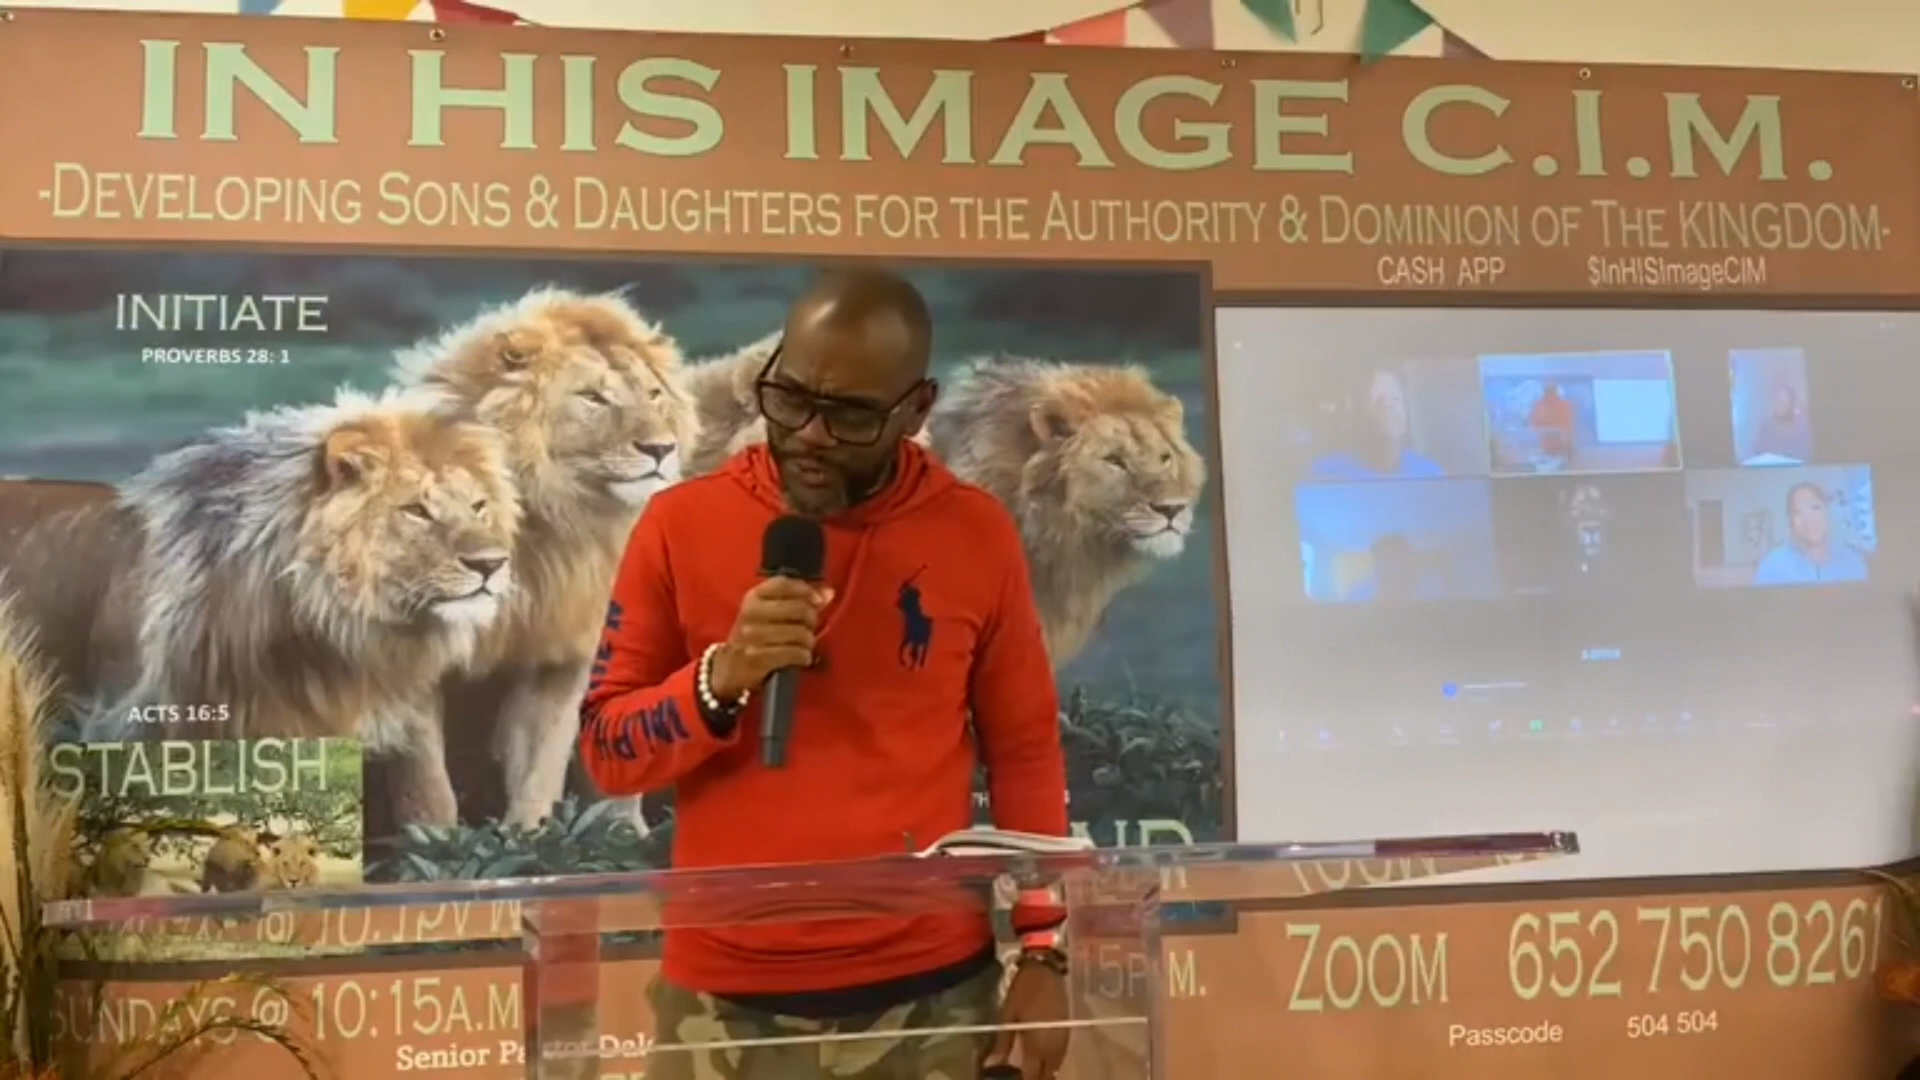 IN HIS IMAGE C.I.M.
-DEVELOPING SONS & DAUGHTERS FOR THE AUTHORITY & DOMINION OF THE KINGDOM-
CASH APP $InHISImageCIM
INITIATE
PROVERBS 28: 1
ACTS 16:5
STABLISH
ZOOM 652 750 8261
Passcode 504 504
SUNDAYS @ 10:15A.M
15P.M.
Senior Pastor